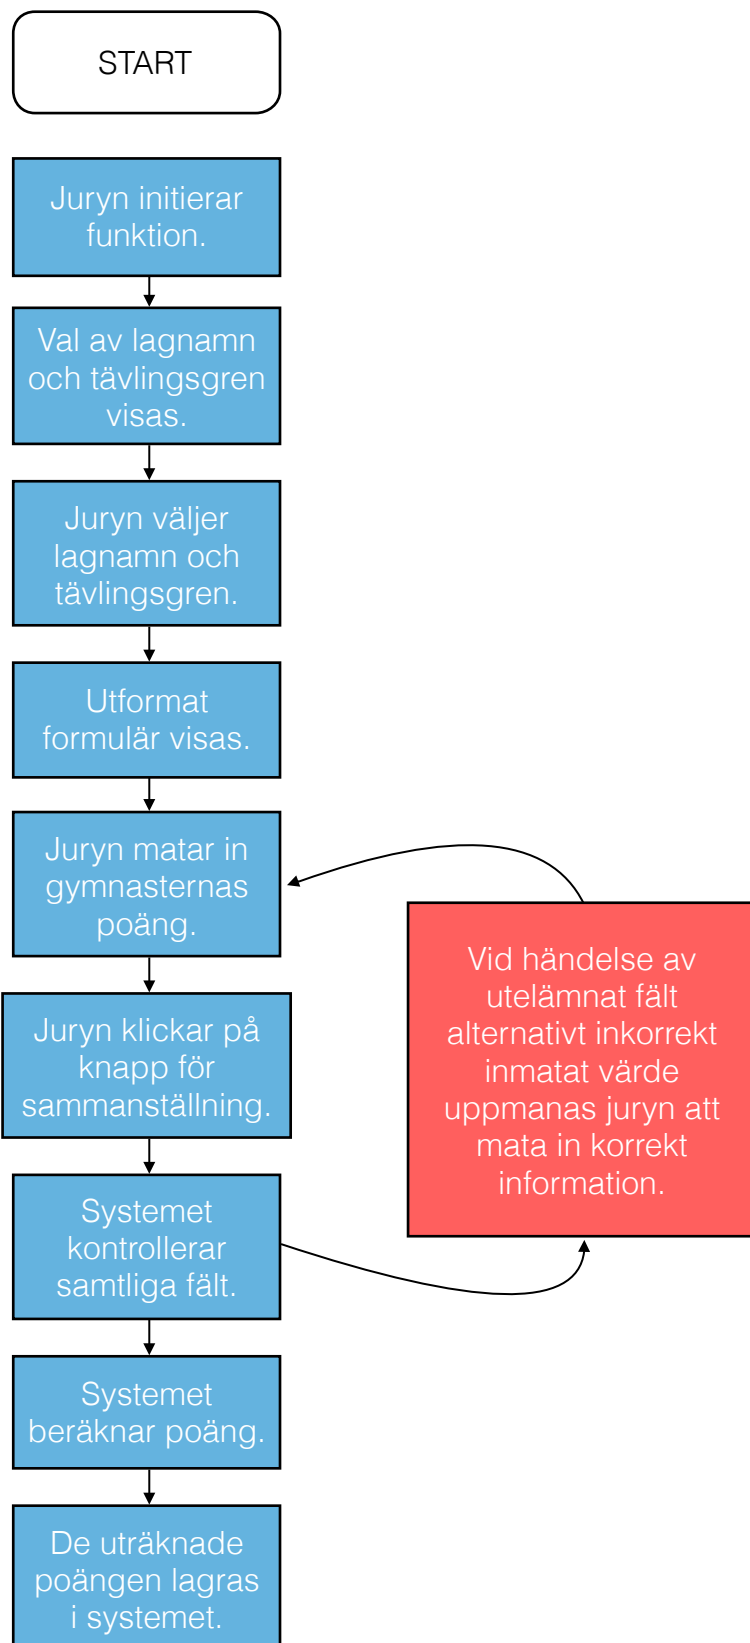 START
Juryn initierar
funktion.
Val av lagnamn
och tävlingsgren
visas.
Juryn väljer
lagnamn och
tävlingsgren.
Utformat
formulär visas.
Juryn matar in
gymnasternas
poäng.
Juryn klickar på
knapp för
sammanställning.
Vid händelse av
utelämnat fält
alternativt inkorrekt
inmatat värde
uppmanas juryn att
mata in korrekt
information.
Systemet
kontrollerar
samtliga fält.
Systemet
beräknar poäng.
De uträknade
poängen lagras
i systemet.